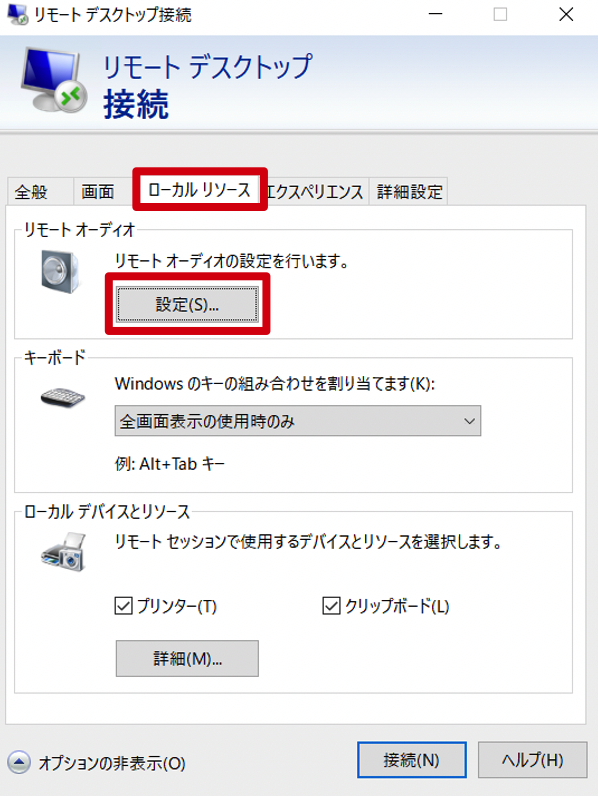 リモート デスクトップ接続
リモート デスクトップ
接続
全般 画面 ローカル リソース エクスペリエンス 詳細設定
リモート オーディオ
リモート オーディオの設定を行います。
設定(S)...
キーボード
Windows のキーの組み合わせを割り当てます(K):
全画面表示の使用時のみ
例: Alt+Tab キー
ローカル デバイスとリソース
リモート セッションで使用するデバイスとリソースを選択します。
プリンター(T) クリップボード(L)
詳細(M)...
オプションの非表示(O) 接続(N) ヘルプ(H)